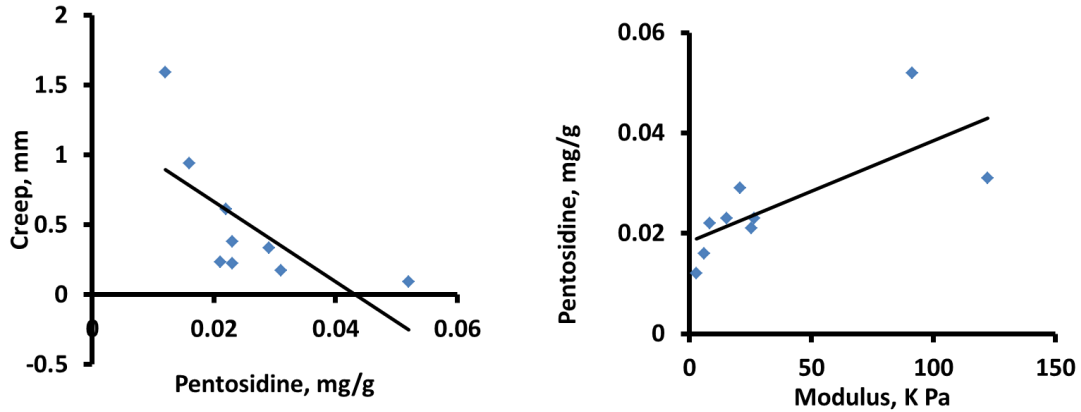 2
1.5
1
0.5
0
-0.5
Creep, mm
0 0.02 0.04 0.06
Pentosidine, mg/g
0.06
0.04
0.02
0
Pentosidine, mg/g
0 50 100 150
Modulus, K Pa